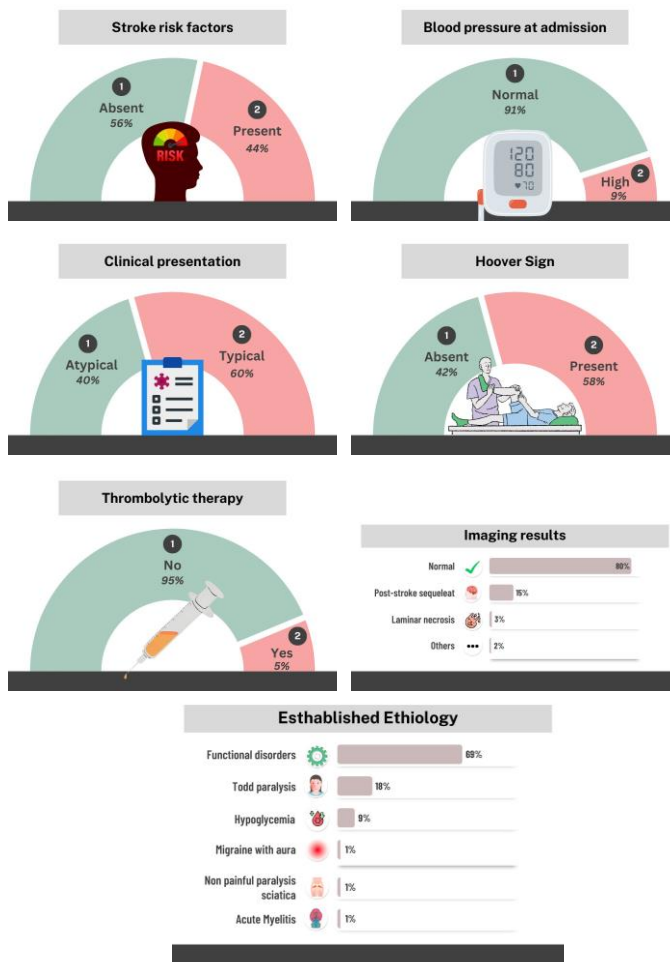 Stroke risk factors
1
Absent
56%
2
Present
44%
RISK
Blood pressure at admission
1
Normal
91%
2
High
9%
120
80
♥70
Clinical presentation
1
Atypical
40%
2
Typical
60%
Hoover Sign
1
Absent
42%
2
Present
58%
Thrombolytic therapy
1
No
95%
2
Yes
5%
Imaging results
Normal 80%
Post-stroke sequeleat 15%
Laminar necrosis 3%
Others 2%
Esthablished Ethiology
Functional disorders 69%
Todd paralysis 18%
Hypoglycemia 9%
Migraine with aura 1%
Non painful paralysis
sciatica 1%
Acute Myelitis 1%